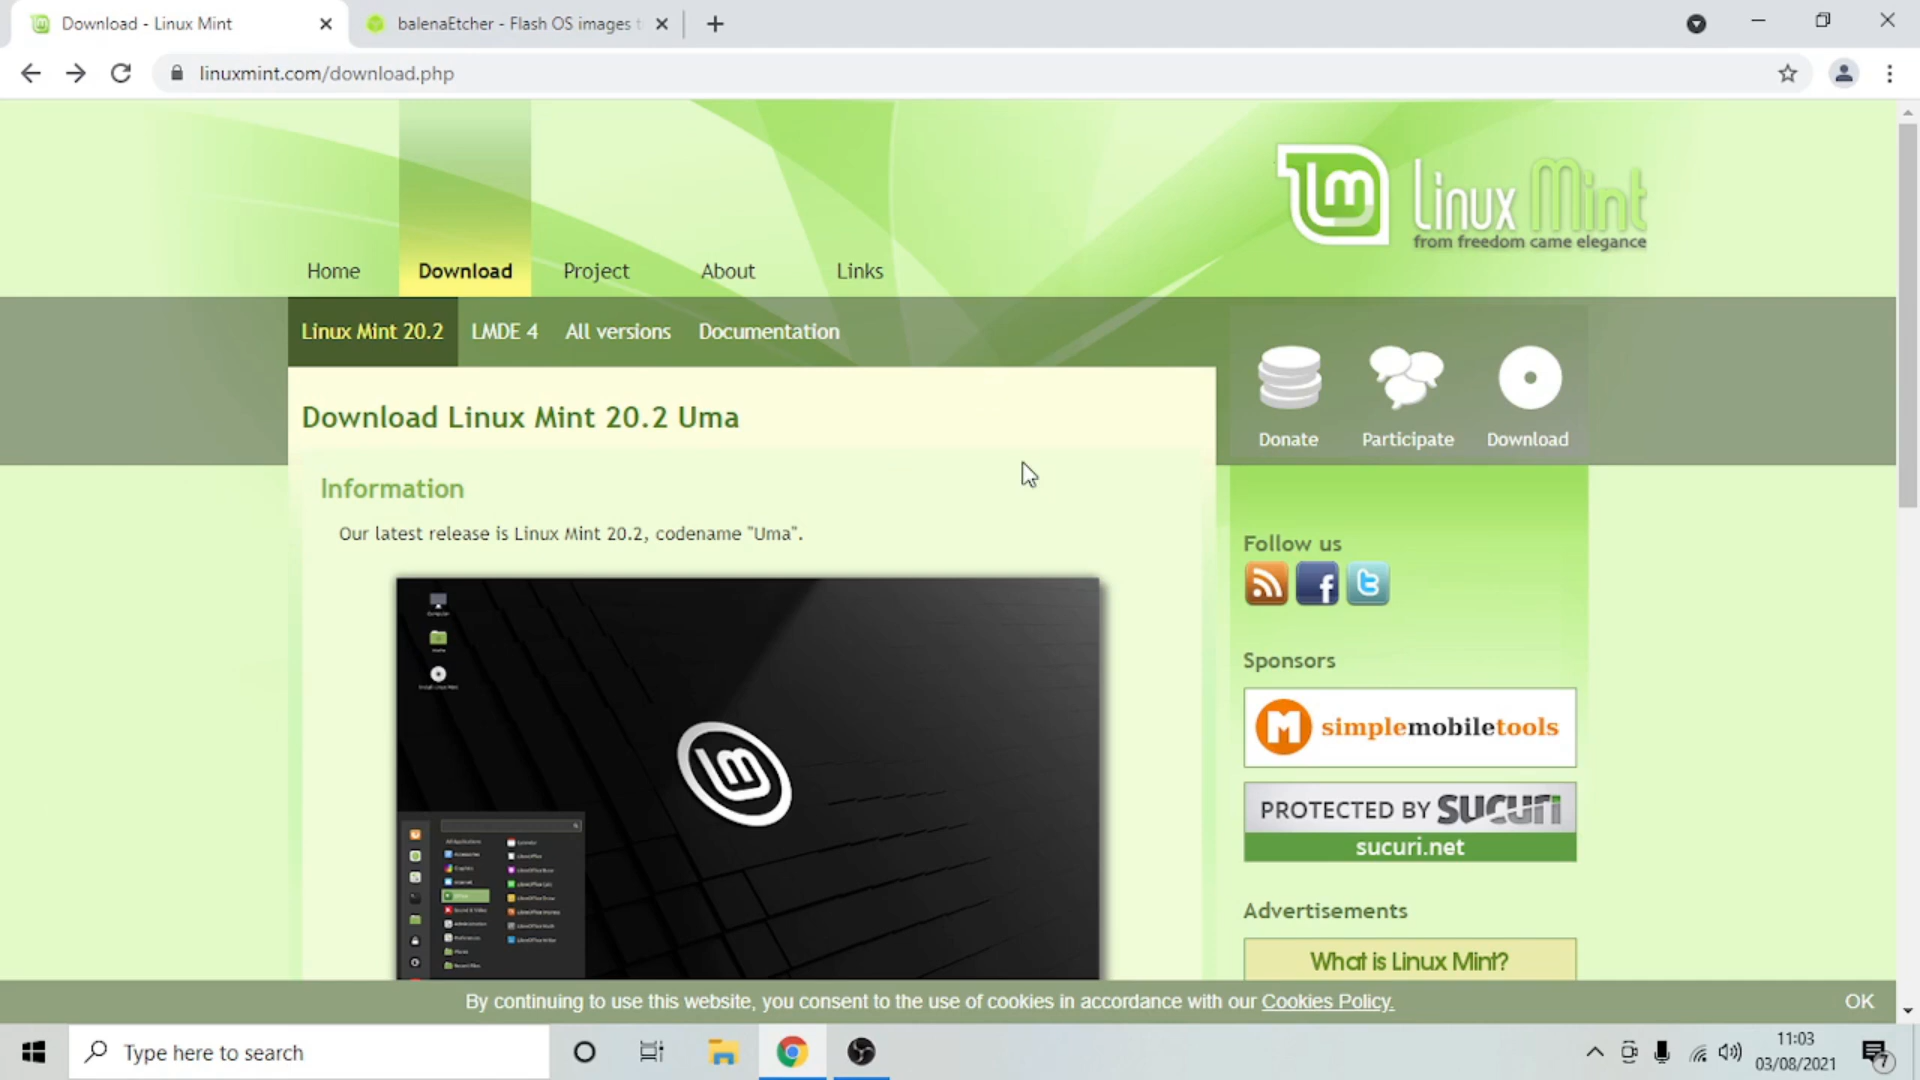 Download - Linux Mint
balenaEtcher - Flash OS images t
linuxmint.com/download.php
Linux Mint
from freedom came elegance
Home
Download
Project
About
Links
Linux Mint 20.2
LMDE 4
All versions
Documentation
Donate
Participate
Download
Download Linux Mint 20.2 Uma
Information
Our latest release is Linux Mint 20.2, codename "Uma".
Follow us
Sponsors
simplemobiletools
PROTECTED BY SUCURI
sucuri.net
Advertisements
What is Linux Mint?
By continuing to use this website, you consent to the use of cookies in accordance with our Cookies Policy.
OK
Type here to search
11:03
03/08/2021
7